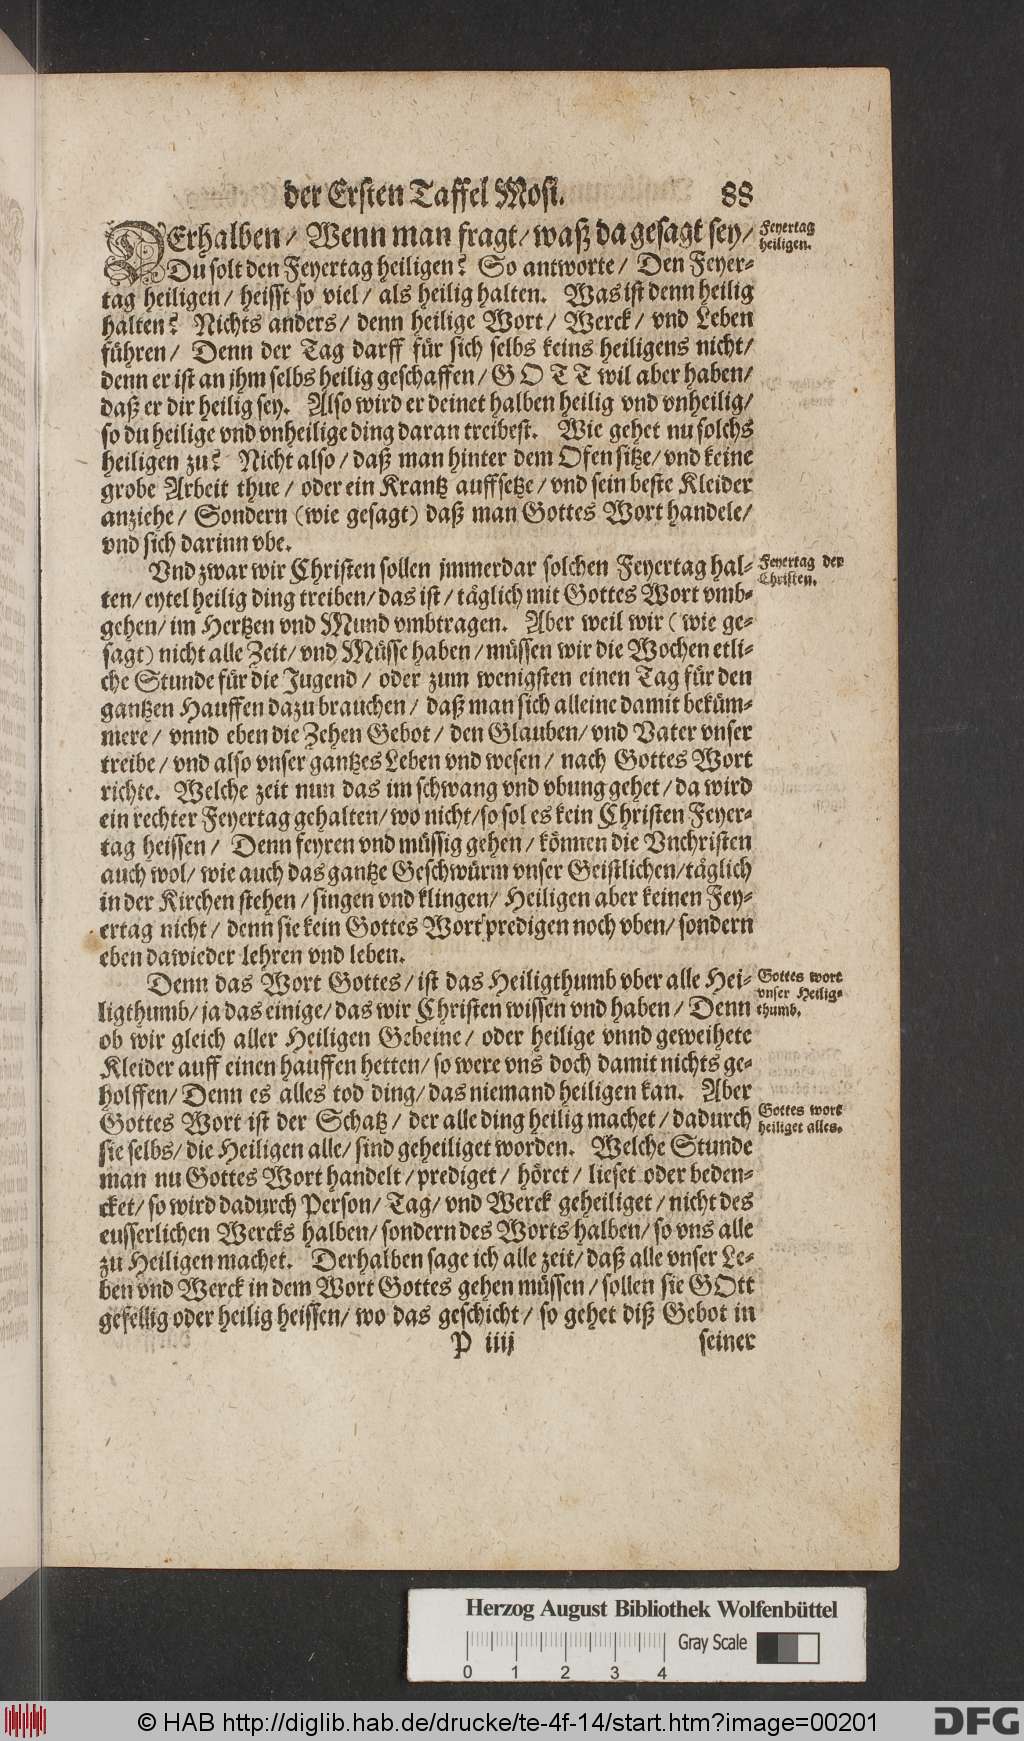 der Ersten Taffel Mosi. 88
DErhalben / Wenn man fragt / waß da gesagt sey /
Feyertag
heiligen.
Du solt den Feyertag heiligen? So antworte / Den Feyer-
tag heiligen / heisst so viel / als heilig halten. Was ist denn heilig
halten? Nichts anders / denn heilige Wort / Werck / vnd Leben
führen / Denn der Tag darff für sich selbs keins heiligens nicht /
denn er ist an jhm selbs heilig geschaffen / GOTT wil aber haben /
daß er dir heilig sey. Also wird er deinet halben heilig vnd vnheilig /
so du heilige vnd vnheilige ding daran treibest. Wie gehet nu solchs
heiligen zu? Nicht also / daß man hinter dem Ofen sitze / vnd keine
grobe Arbeit thue / oder ein Krantz auffsetze / vnd sein beste Kleider
anziehe / Sondern (wie gesagt) daß man Gottes Wort handele /
vnd sich darinn vbe.
Vnd zwar wir Christen sollen jmmerdar solchen Feyertag hal-
Feyertag der
Christen.
ten / eytel heilig ding treiben / das ist / täglich mit Gottes Wort vmb-
gehen / im Hertzen vnd Mund vmbtragen. Aber weil wir (wie ge-
sagt) nicht alle Zeit / vnd Müsse haben / müssen wir die Wochen etli-
che Stunde für die Jugend / oder zum wenigsten einen Tag für den
gantzen Hauffen dazu brauchen / daß man sich alleine damit beküm-
mere / vnnd eben die Zehen Gebot / den Glauben / vnd Vater vnser
treibe / vnd also vnser gantzes Leben vnd wesen / nach Gottes Wort
richte. Welche zeit nun das im schwang vnd vbung gehet / da wird
ein rechter Feyertag gehalten / wo nicht / so sol es kein Christen Feyer-
tag heissen / Denn feyren vnd müssig gehen / können die Vnchristen
auch wol / wie auch das gantze Geschwürm vnser Geistlichen / täglich
in der Kirchen stehen / singen vnd klingen / Heiligen aber keinen Fey-
ertag nicht / denn sie kein Gottes Wort predigen noch vben / sondern
eben dawieder lehren vnd leben.
Denn das Wort Gottes / ist das Heiligthumb vber alle Hei-
Gottes wort
vnser Heilig-
thumb.
ligthumb / ja das einige / das wir Christen wissen vnd haben / Denn
ob wir gleich aller Heiligen Gebeine / oder heilige vnnd geweihete
Kleider auff einen hauffen hetten / so were vns doch damit nichts ge-
holffen / Denn es alles tod ding / das niemand heiligen kan. Aber
Gottes Wort ist der Schatz / der alle ding heilig machet / dadurch
Gottes wort
heiliget alles.
sie selbs / die Heiligen alle / sind geheiliget worden. Welche Stunde
man nu Gottes Wort handelt / prediget / höret / lieset oder beden-
cket / so wird dadurch Person / Tag / vnd Werck geheiliget / nicht des
eusserlichen Wercks halben / sondern des Worts halben / so vns alle
zu Heiligen machet. Derhalben sage ich alle zeit / daß alle vnser Le-
ben vnd Werck in dem Wort Gottes gehen müssen / sollen sie GOtt
gefellig oder heilig heissen / wo das geschicht / so gehet diß Gebot in
P iiij seiner
Herzog August Bibliothek Wolfenbüttel
Gray Scale
0 1 2 3 4
© HAB http://diglib.hab.de/drucke/te-4f-14/start.htm?image=00201
DFG